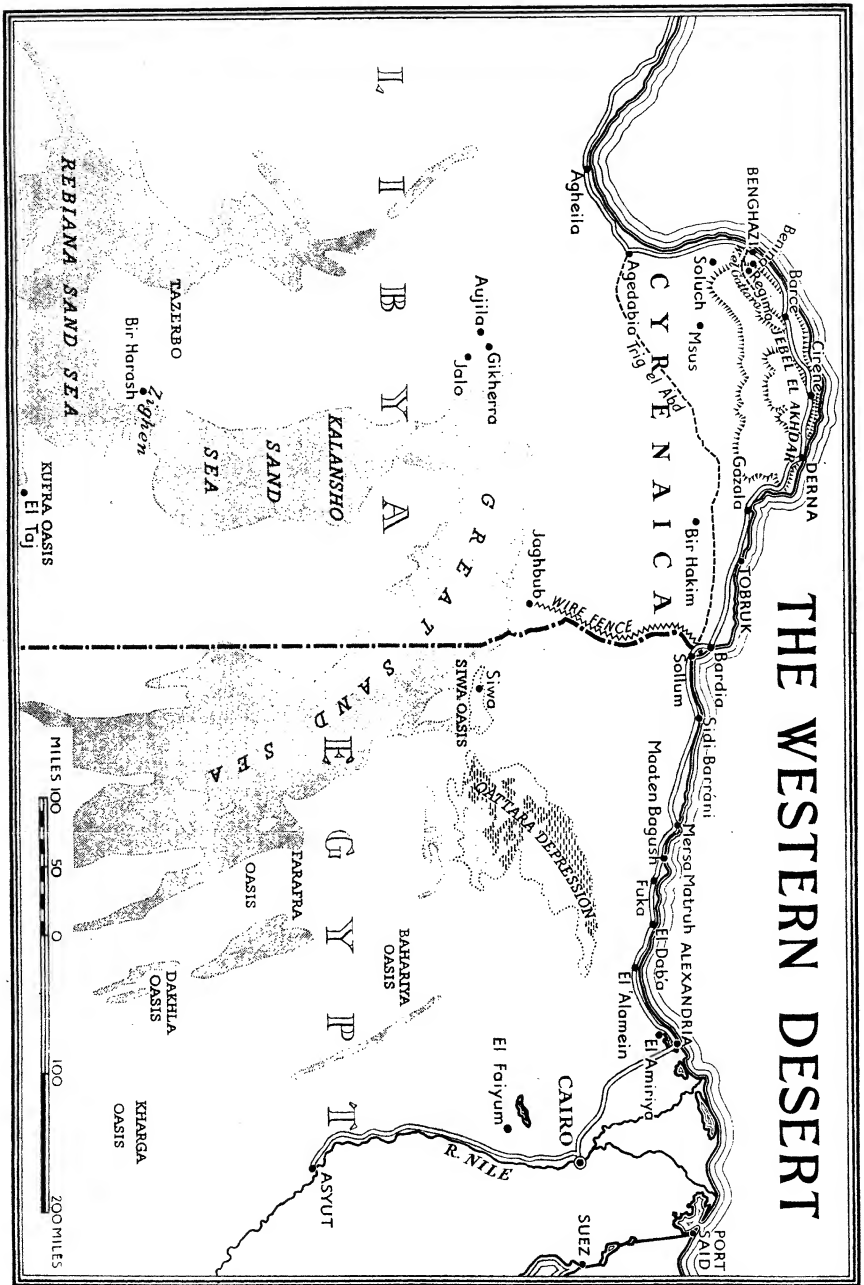 THE WESTERN DESERT
Benina
BENGHAZI
Regima
Barce
Cirene
JEBEL EL AKHDAR
DERNA
Gazala
TOBRUK
Bardia
Sollum
Sidi-Barrani
Mersa Matruh
Maaten Bagush
Fuka
El Daba
El 'Alamein
ALEXANDRIA
El Amiriya
PORT
SAID
Soluch
Msus
Agheila
Agedabia
Trig el Abd
CYRENAICA
Bir Hakim
WIRE FENCE
Jaghbub
CAIRO
El Faiyum
R. NILE
SUEZ
ASYUT
Aujila
Gikherra
Jalo
LIBYA
GREAT SAND SEA
Siwa
SIWA OASIS
QATTARA DEPRESSION
BAHARIYA
OASIS
EGYPT
FARAFRA
OASIS
DAKHLA
OASIS
KHARGA
OASIS
KALANSHO
SAND
SEA
TAZERBO
Bir Harash
Zighen
REBIANA SAND SEA
KUFRA OASIS
El Taj
MILES 100 50 0 100 200 MILES